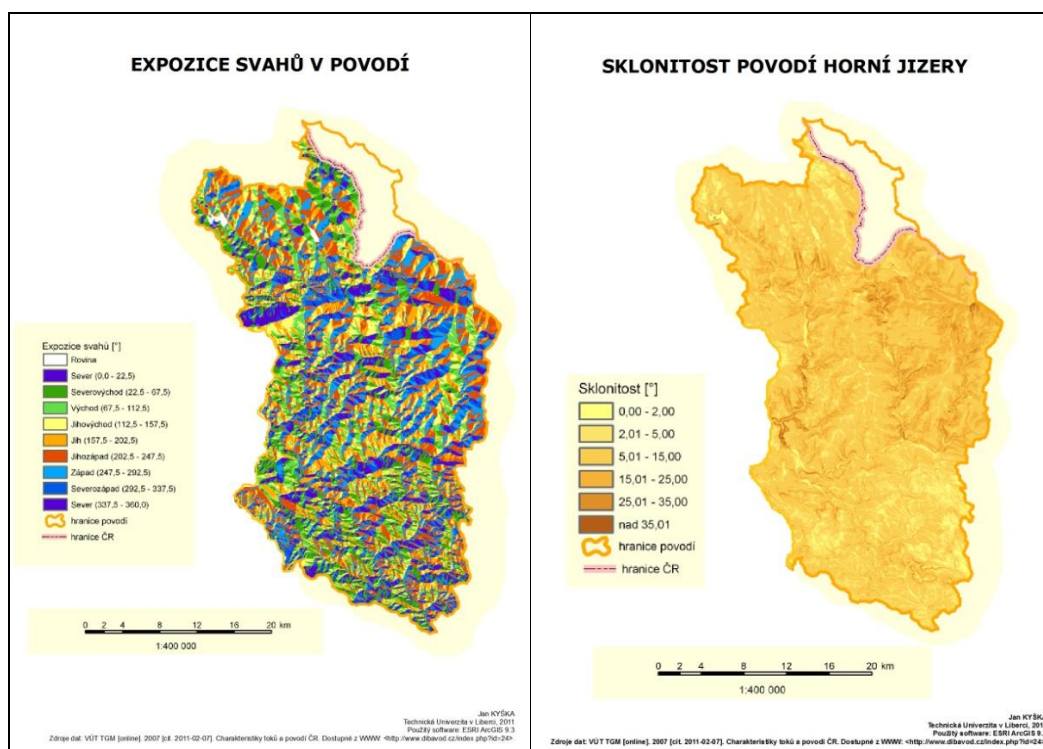 EXPOZICE SVAHŮ V POVODÍ
Expozice svahů [°]
Rovina
Sever (0,0 - 22,5)
Severovýchod (22,5 - 67,5)
Východ (67,5 - 112,5)
Jihovýchod (112,5 - 157,5)
Jih (157,5 - 202,5)
Jihozápad (202,5 - 247,5)
Západ (247,5 - 292,5)
Severozápad (292,5 - 337,5)
Sever (337,5 - 360,0)
hranice povodí
hranice ČR
0 2 4 8 12 16 20 km
1:400 000
Jan KYŠKA
Technická Univerzita v Liberci, 2011
Použitý software: ESRI ArcGIS 9.3
Zdroje dat: VÚT TGM [online]. 2007 [cit. 2011-02-07]. Charakteristiky toků a povodí ČR. Dostupné z WWW: <http://www.dibavod.cz/index.php?id=24>.
SKLONITOST POVODÍ HORNÍ JIZERY
Sklonitost [°]
0,00 - 2,00
2,01 - 5,00
5,01 - 15,00
15,01 - 25,00
25,01 - 35,00
nad 35,01
hranice povodí
hranice ČR
0 2 4 8 12 16 20 km
1:400 000
Jan KYŠKA
Technická Univerzita v Liberci, 201
Použitý software: ESRI ArcGIS 9.
Zdroje dat: VÚT TGM [online]. 2007 [cit. 2011-02-07]. Charakteristiky toků a povodí ČR. Dostupné z WWW: <http://www.dibavod.cz/index.php?id=24